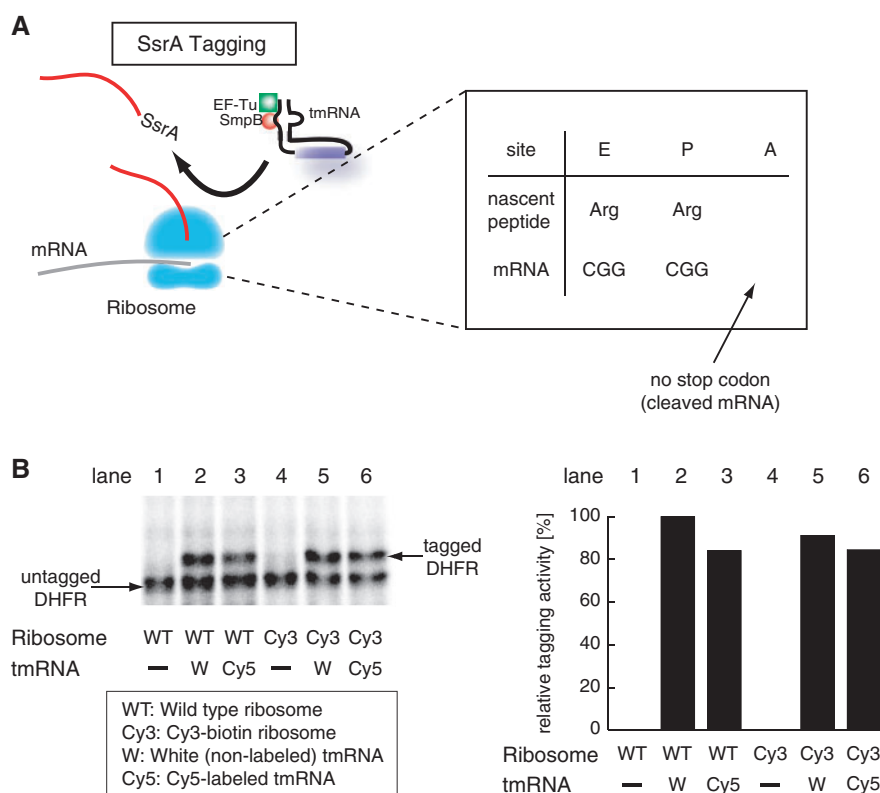 A
SsrA Tagging
EF-Tu
SmpB
tmRNA
SsrA
mRNA
Ribosome
site E P A
nascent peptide Arg Arg
mRNA CGG CGG
no stop codon
(cleaved mRNA)
B
lane 1 2 3 4 5 6
untagged
DHFR
tagged
DHFR
Ribosome WT WT WT Cy3 Cy3 Cy3
tmRNA — W Cy5 — W Cy5
WT: Wild type ribosome
Cy3: Cy3-biotin ribosome
W: White (non-labeled) tmRNA
Cy5: Cy5-labeled tmRNA
lane 1 2 3 4 5 6
relative tagging activity [%]
100
80
60
40
20
0
Ribosome WT WT WT Cy3 Cy3 Cy3
tmRNA — W Cy5 — W Cy5